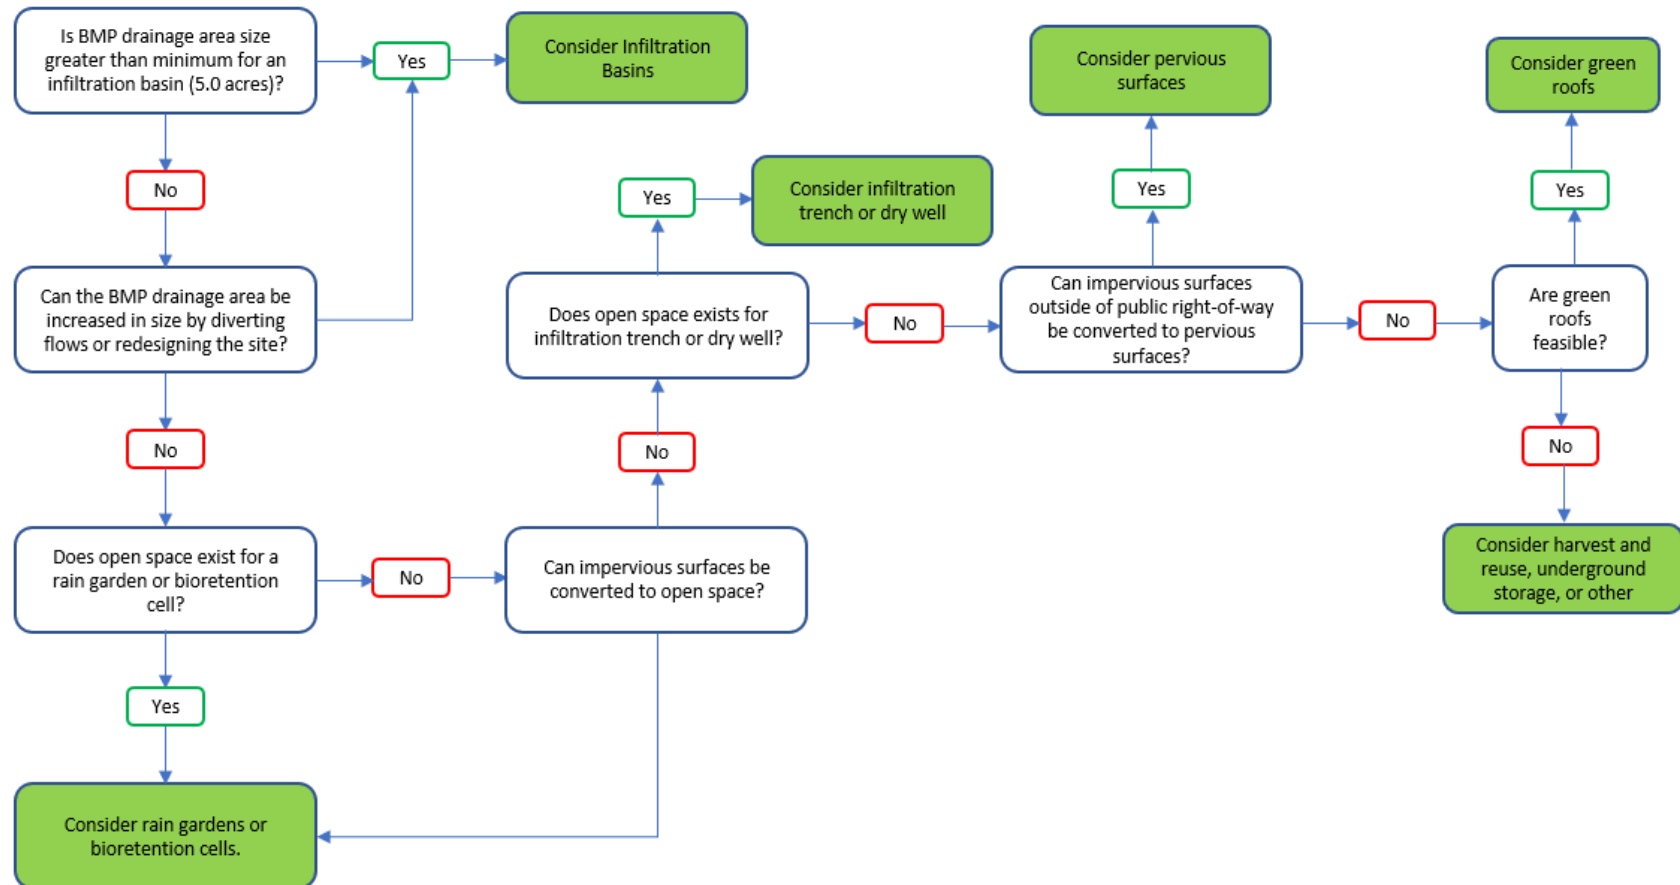 Is BMP drainage area size
greater than minimum for an
infiltration basin (5.0 acres)?
Yes
Consider Infiltration
Basins
No
Can the BMP drainage area be
increased in size by diverting
flows or redesigning the site?
No
Does open space exist for a
rain garden or bioretention
cell?
No
Can impervious surfaces be
converted to open space?
Yes
Consider rain gardens or
bioretention cells.
No
Does open space exists for
infiltration trench or dry well?
Yes
Consider infiltration
trench or dry well
No
Can impervious surfaces
outside of public right-of-way
be converted to pervious
surfaces?
Yes
Consider pervious
surfaces
No
Are green
roofs
feasible?
Yes
Consider green
roofs
No
Consider harvest and
reuse, underground
storage, or other